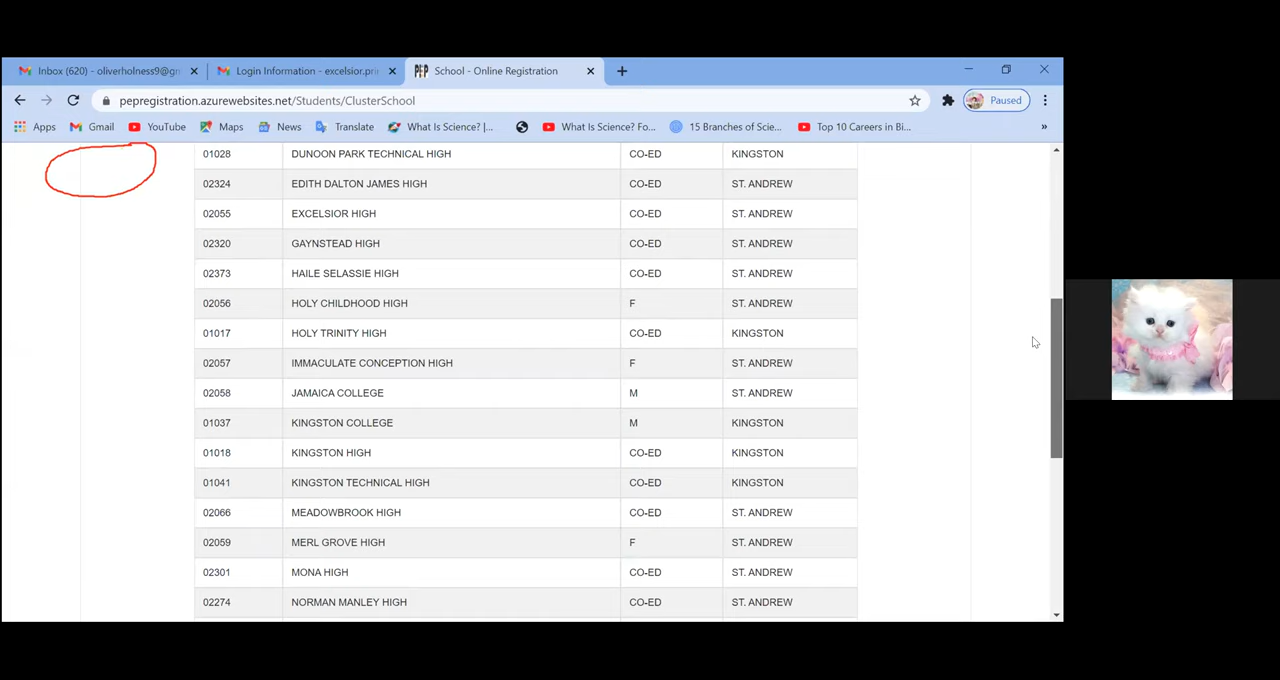 Inbox (620) - oliverholness9@gm
Login Information - excelsior.pri
PEP School - Online Registration
pepregistration.azurewebsites.net/Students/ClusterSchool
Paused
Apps Gmail YouTube Maps News Translate What Is Science? |... What Is Science? Fo... 15 Branches of Scie... Top 10 Careers in Bi... »
01028 DUNOON PARK TECHNICAL HIGH CO-ED KINGSTON
02324 EDITH DALTON JAMES HIGH CO-ED ST. ANDREW
02055 EXCELSIOR HIGH CO-ED ST. ANDREW
02320 GAYNSTEAD HIGH CO-ED ST. ANDREW
02373 HAILE SELASSIE HIGH CO-ED ST. ANDREW
02056 HOLY CHILDHOOD HIGH F ST. ANDREW
01017 HOLY TRINITY HIGH CO-ED KINGSTON
02057 IMMACULATE CONCEPTION HIGH F ST. ANDREW
02058 JAMAICA COLLEGE M ST. ANDREW
01037 KINGSTON COLLEGE M KINGSTON
01018 KINGSTON HIGH CO-ED KINGSTON
01041 KINGSTON TECHNICAL HIGH CO-ED KINGSTON
02066 MEADOWBROOK HIGH CO-ED ST. ANDREW
02059 MERL GROVE HIGH F ST. ANDREW
02301 MONA HIGH CO-ED ST. ANDREW
02274 NORMAN MANLEY HIGH CO-ED ST. ANDREW